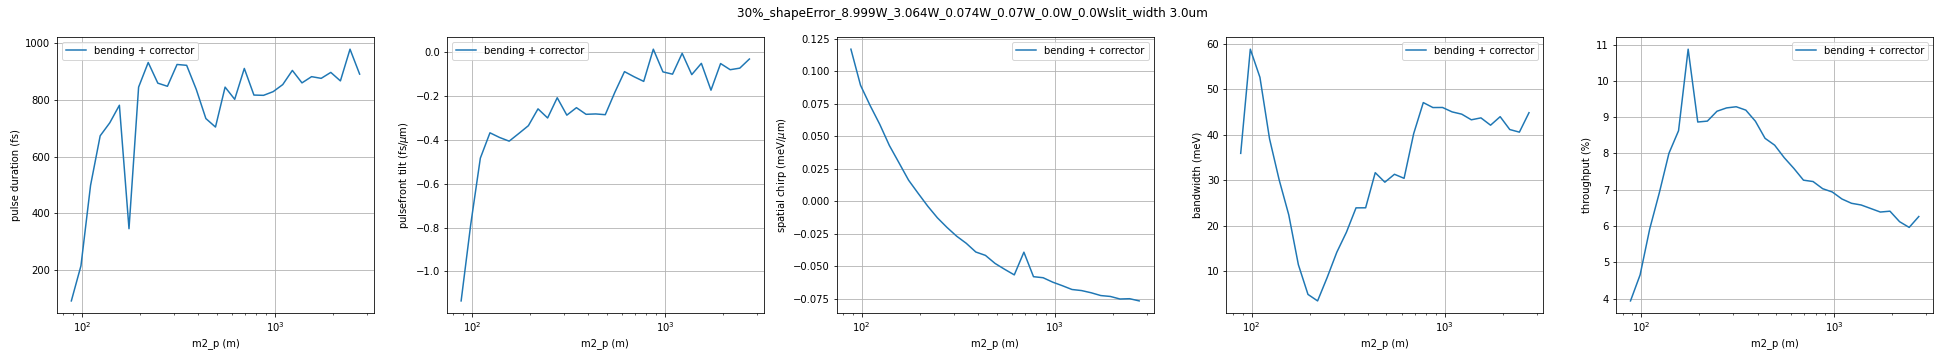 30%_shapeError_8.999W_3.064W_0.074W_0.07W_0.0W_0.0Wslit_width 3.0um
bending + corrector
pulse duration (fs)
1000
800
600
400
200
10²
10³
m2_p (m)
bending + corrector
pulsefront tilt (fs/μm)
0.0
−0.2
−0.4
−0.6
−0.8
−1.0
10²
10³
m2_p (m)
bending + corrector
spatial chirp (meV/μm)
0.125
0.100
0.075
0.050
0.025
0.000
−0.025
−0.050
−0.075
10²
10³
m2_p (m)
bending + corrector
bandwidth (meV)
60
50
40
30
20
10
10²
10³
m2_p (m)
bending + corrector
throughput (%)
11
10
9
8
7
6
5
4
10²
10³
m2_p (m)